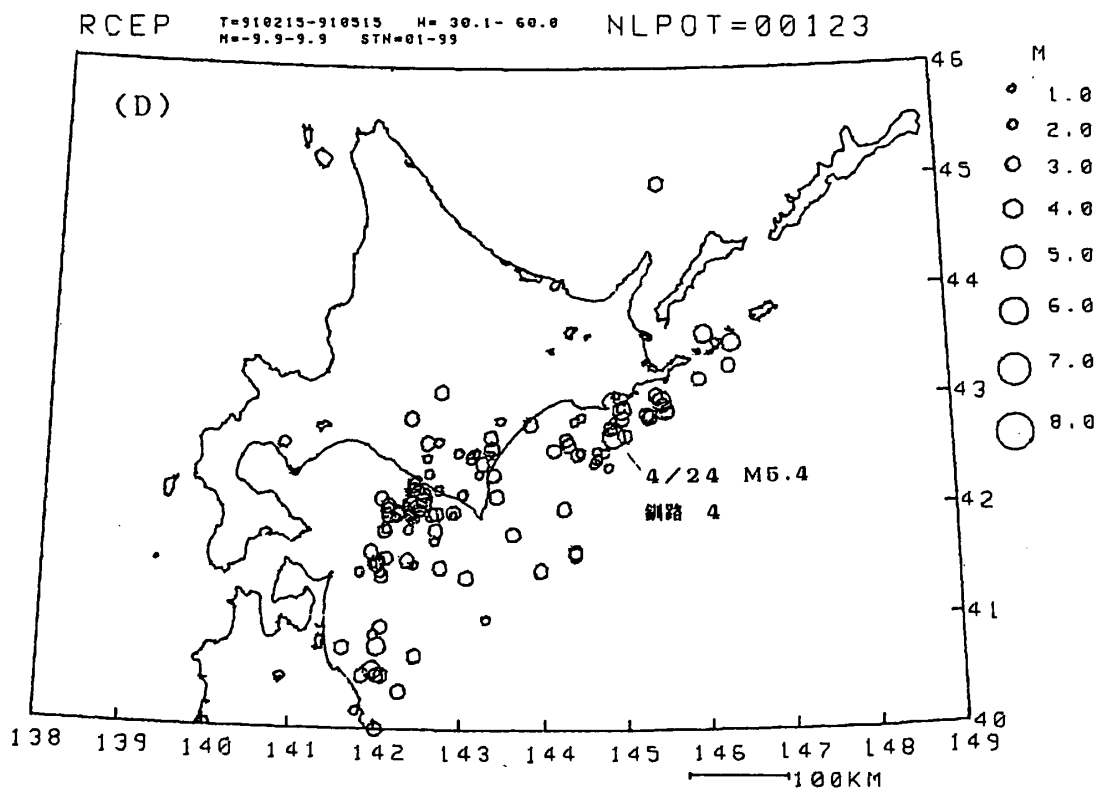 RCEP T=910215-910515 H= 30.1- 60.0 NLPOT=00123
M=-9.9-9.9 STN=01-99
(D)
M
1.0
2.0
3.0
4.0
5.0
6.0
7.0
8.0
46
45
44
43
42
41
40
4/24 M5.4
釧路 4
138 139 140 141 142 143 144 145 146 147 148 149
100KM